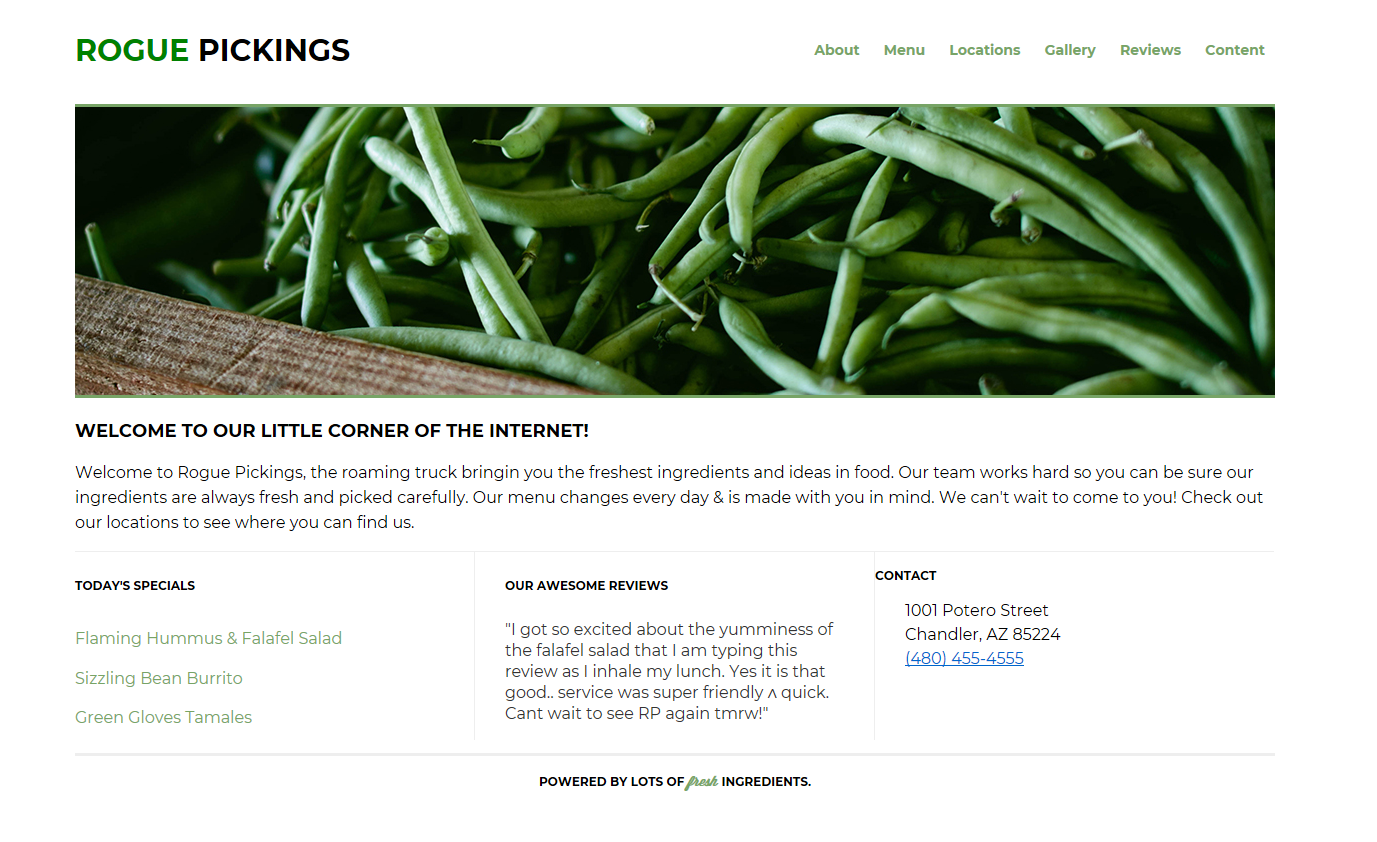 ROGUE PICKINGS
About Menu Locations Gallery Reviews Content
WELCOME TO OUR LITTLE CORNER OF THE INTERNET!
Welcome to Rogue Pickings, the roaming truck bringin you the freshest ingredients and ideas in food. Our team works hard so you can be sure our
ingredients are always fresh and picked carefully. Our menu changes every day & is made with you in mind. We can't wait to come to you! Check out
our locations to see where you can find us.
TODAY'S SPECIALS
Flaming Hummus & Falafel Salad
Sizzling Bean Burrito
Green Gloves Tamales
OUR AWESOME REVIEWS
"I got so excited about the yumminess of
the falafel salad that I am typing this
review as I inhale my lunch. Yes it is that
good.. service was super friendly ∧ quick.
Cant wait to see RP again tmrw!"
CONTACT
1001 Potero Street
Chandler, AZ 85224
(480) 455-4555
POWERED BY LOTS OF fresh INGREDIENTS.